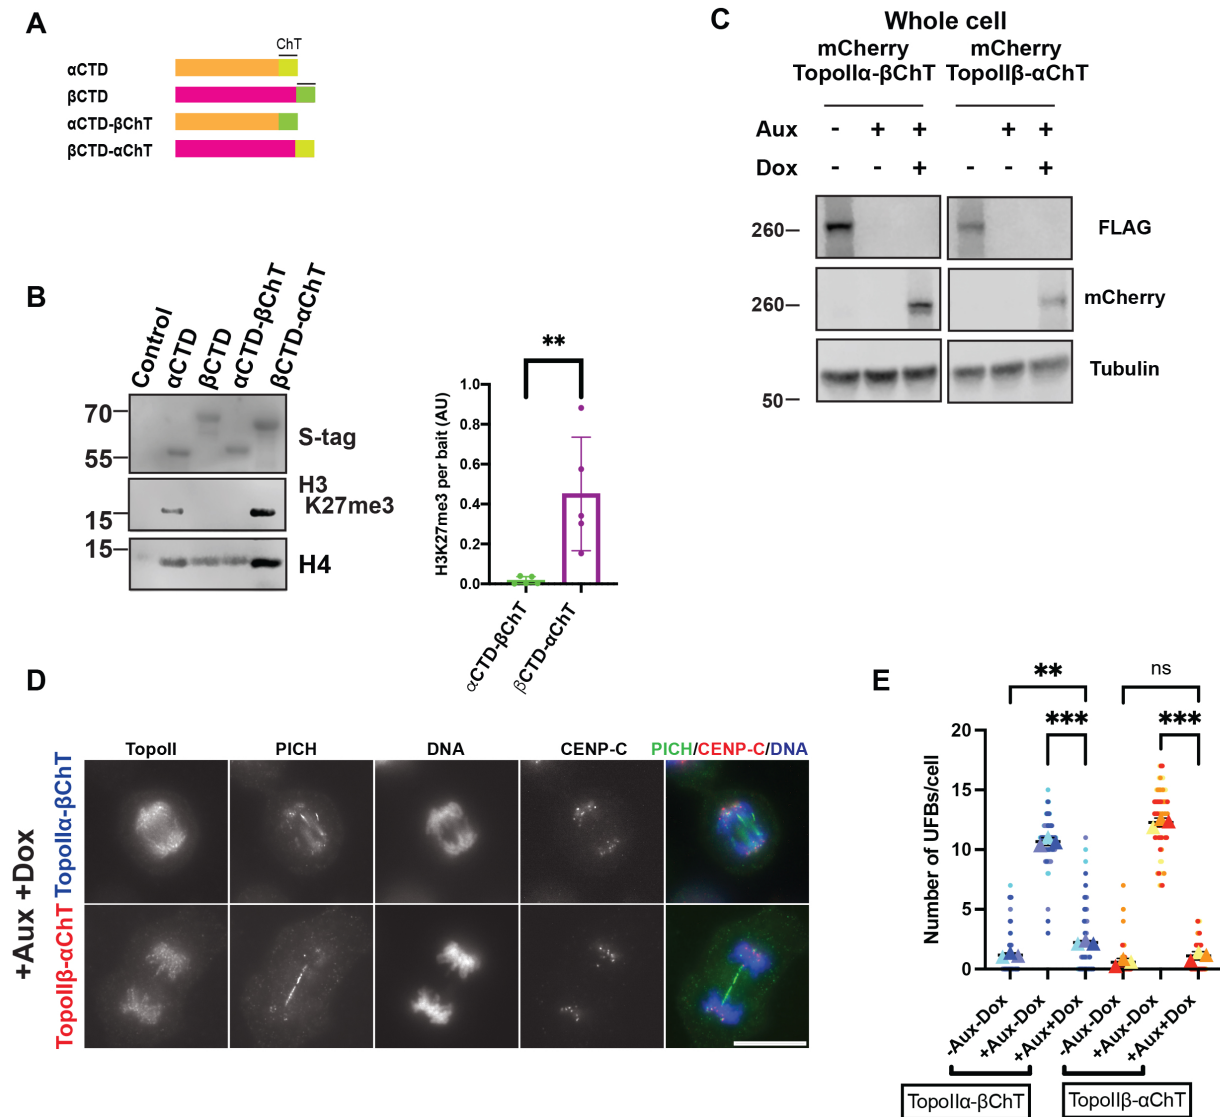 A
ChT
αCTD
βCTD
αCTD-βChT
βCTD-αChT
B
Control
αCTD
βCTD
αCTD-βChT
βCTD-αChT
70
55
S-tag
H3
K27me3
15
15
H4
**
H3K27me3 per bait (AU)
1.0
0.8
0.6
0.4
0.2
0.0
αCTD-βChT
βCTD-αChT
C
Whole cell
mCherry
TopoIIα-βChT
mCherry
TopoIIβ-αChT
Aux - + + + +
Dox - - + - - +
260
FLAG
260
mCherry
Tubulin
50
D
TopoII PICH DNA CENP-C PICH/CENP-C/DNA
+Aux +Dox
TopoIIα-βChT
TopoIIβ-αChT
E
** ns
*** ***
Number of UFBs/cell
20
15
10
5
0
-Aux-Dox
+Aux-Dox
+Aux+Dox
-Aux-Dox
+Aux-Dox
+Aux+Dox
TopoIIα-βChT
TopoIIβ-αChT